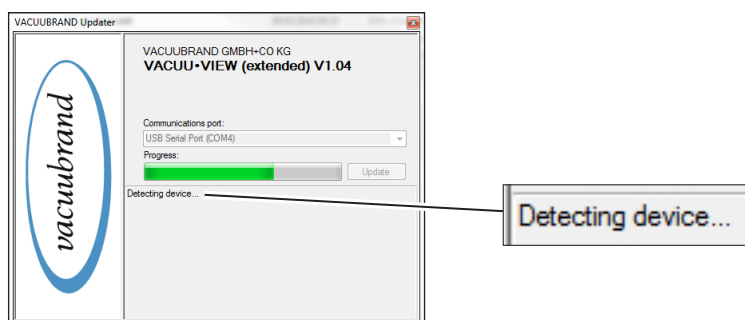 VACUUBRAND Updater
vacuubrand
VACUUBRAND GMBH+CO KG
VACUU•VIEW (extended) V1.04
Communications port:
USB Serial Port (COM4)
Progress:
Update
Detecting device...
Detecting device...